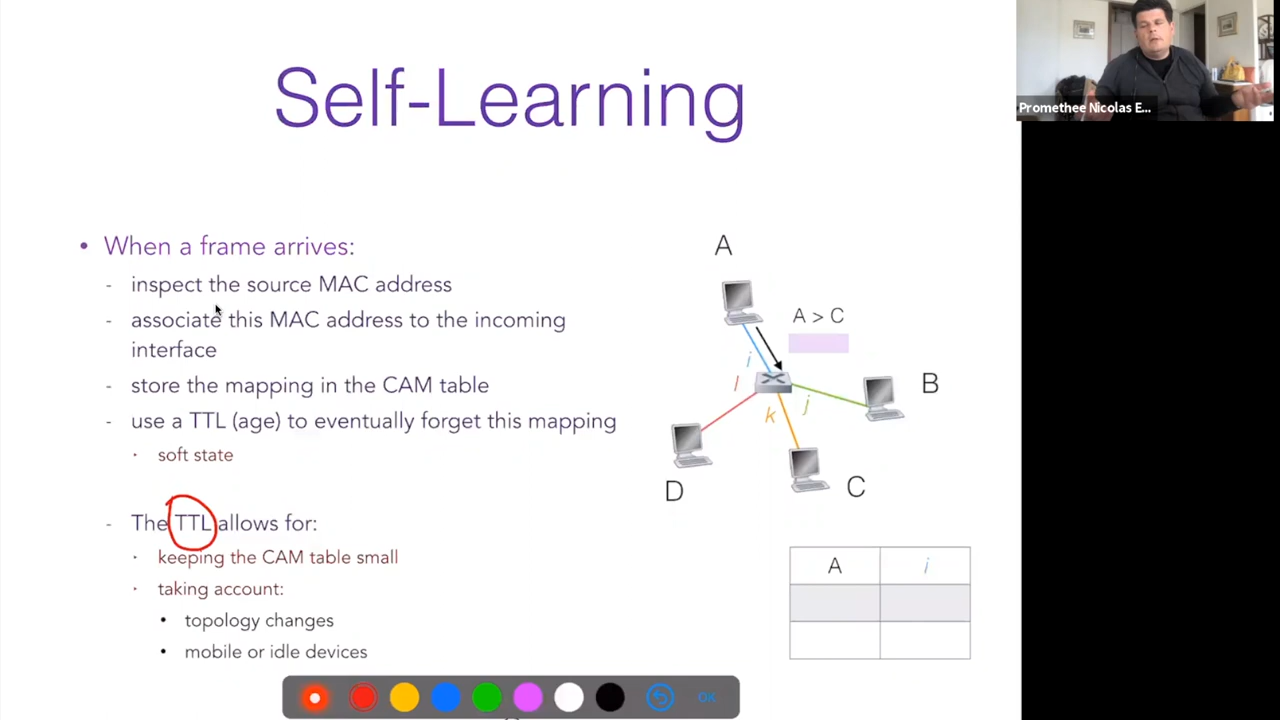 Self-Learning
Promethee Nicolas E...
• When a frame arrives:
- inspect the source MAC address
- associate this MAC address to the incoming
interface
- store the mapping in the CAM table
- use a TTL (age) to eventually forget this mapping
· soft state
- The TTL allows for:
· keeping the CAM table small
· taking account:
• topology changes
• mobile or idle devices
A
A > C
i
l
B
j
k
D
C
A i
OK